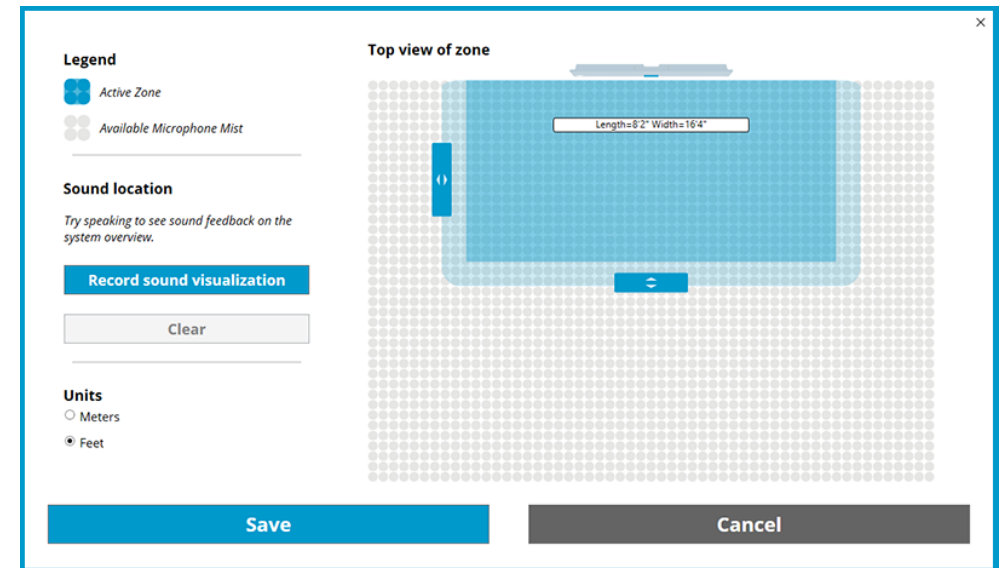 Legend
Active Zone
Available Microphone Mist
Sound location
Try speaking to see sound feedback on the
system overview.
Record sound visualization
Clear
Units
Meters
Feet
Top view of zone
Length=8'2" Width=16'4"
Save
Cancel